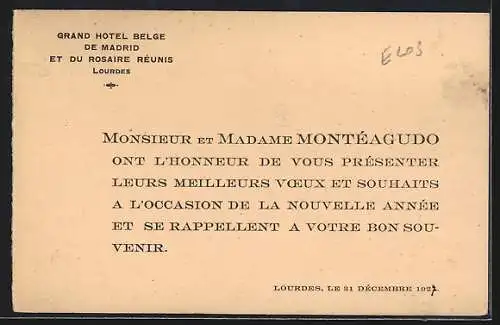 GRAND HOTEL BELGE
DE MADRID
ET DU ROSAIRE RÉUNIS
LOURDES
MONSIEUR ET MADAME MONTÉAGUDO
ONT L'HONNEUR DE VOUS PRÉSENTER
LEURS MEILLEURS VŒUX ET SOUHAITS
A L'OCCASION DE LA NOUVELLE ANNÉE
ET SE RAPPELLENT A VOTRE BON SOU-
VENIR.
LOURDES, LE 21 DÉCEMBRE 1927.